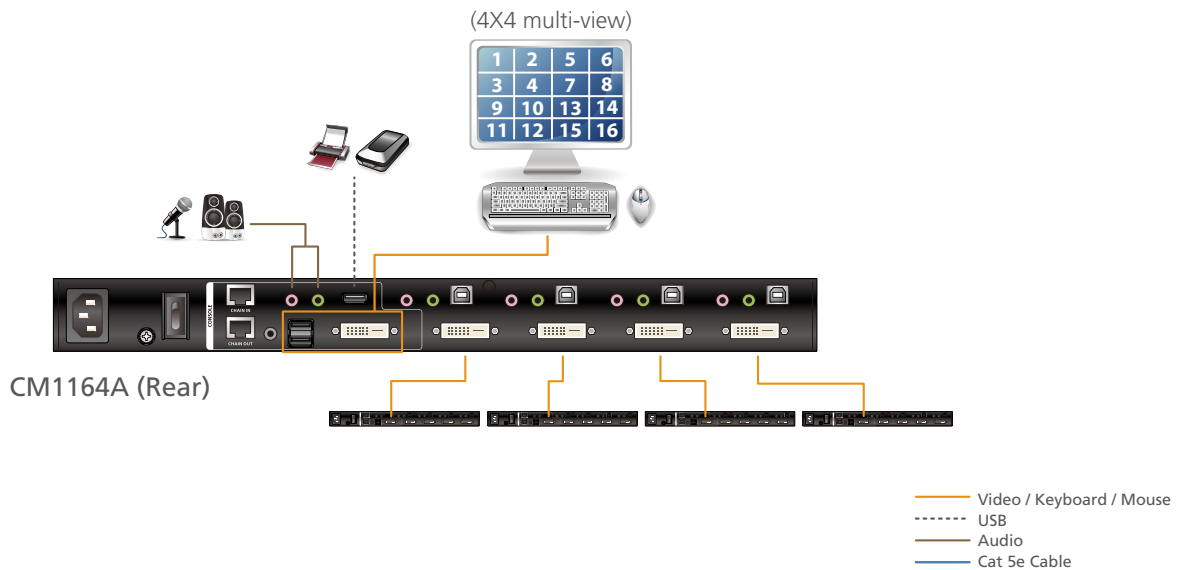 (4X4 multi-view)
1 2 5 6
3 4 7 8
9 10 13 14
11 12 15 16
CONSOLE
CHAIN IN
CHAIN OUT
CM1164A (Rear)
Video / Keyboard / Mouse
USB
Audio
Cat 5e Cable